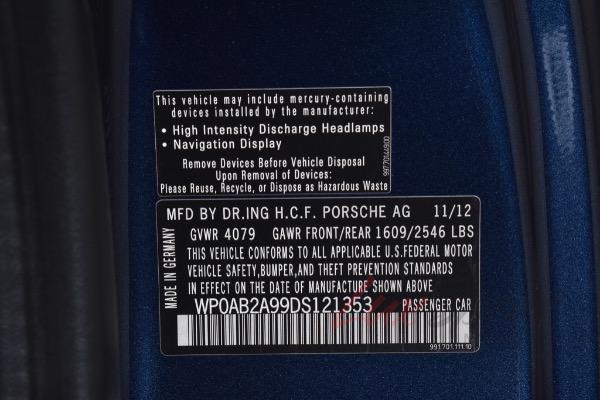 This vehicle may include mercury-containing
devices installed by the manufacturer:
• High Intensity Discharge Headlamps
• Navigation Display
Remove Devices Before Vehicle Disposal
Upon Removal of Devices:
Please Reuse, Recycle, or Dispose as Hazardous Waste
MFD BY DR.ING H.C.F. PORSCHE AG 11/12
GVWR 4079 GAWR FRONT/REAR 1609/2546 LBS
THIS VEHICLE CONFORMS TO ALL APPLICABLE U.S.FEDERAL MOTOR
VEHICLE SAFETY,BUMPER,AND THEFT PREVENTION STANDARDS
IN EFFECT ON THE DATE OF MANUFACTURE SHOWN ABOVE
WP0AB2A99DS121353 PASSENGER CAR
MADE IN GERMANY
991.701.111.10